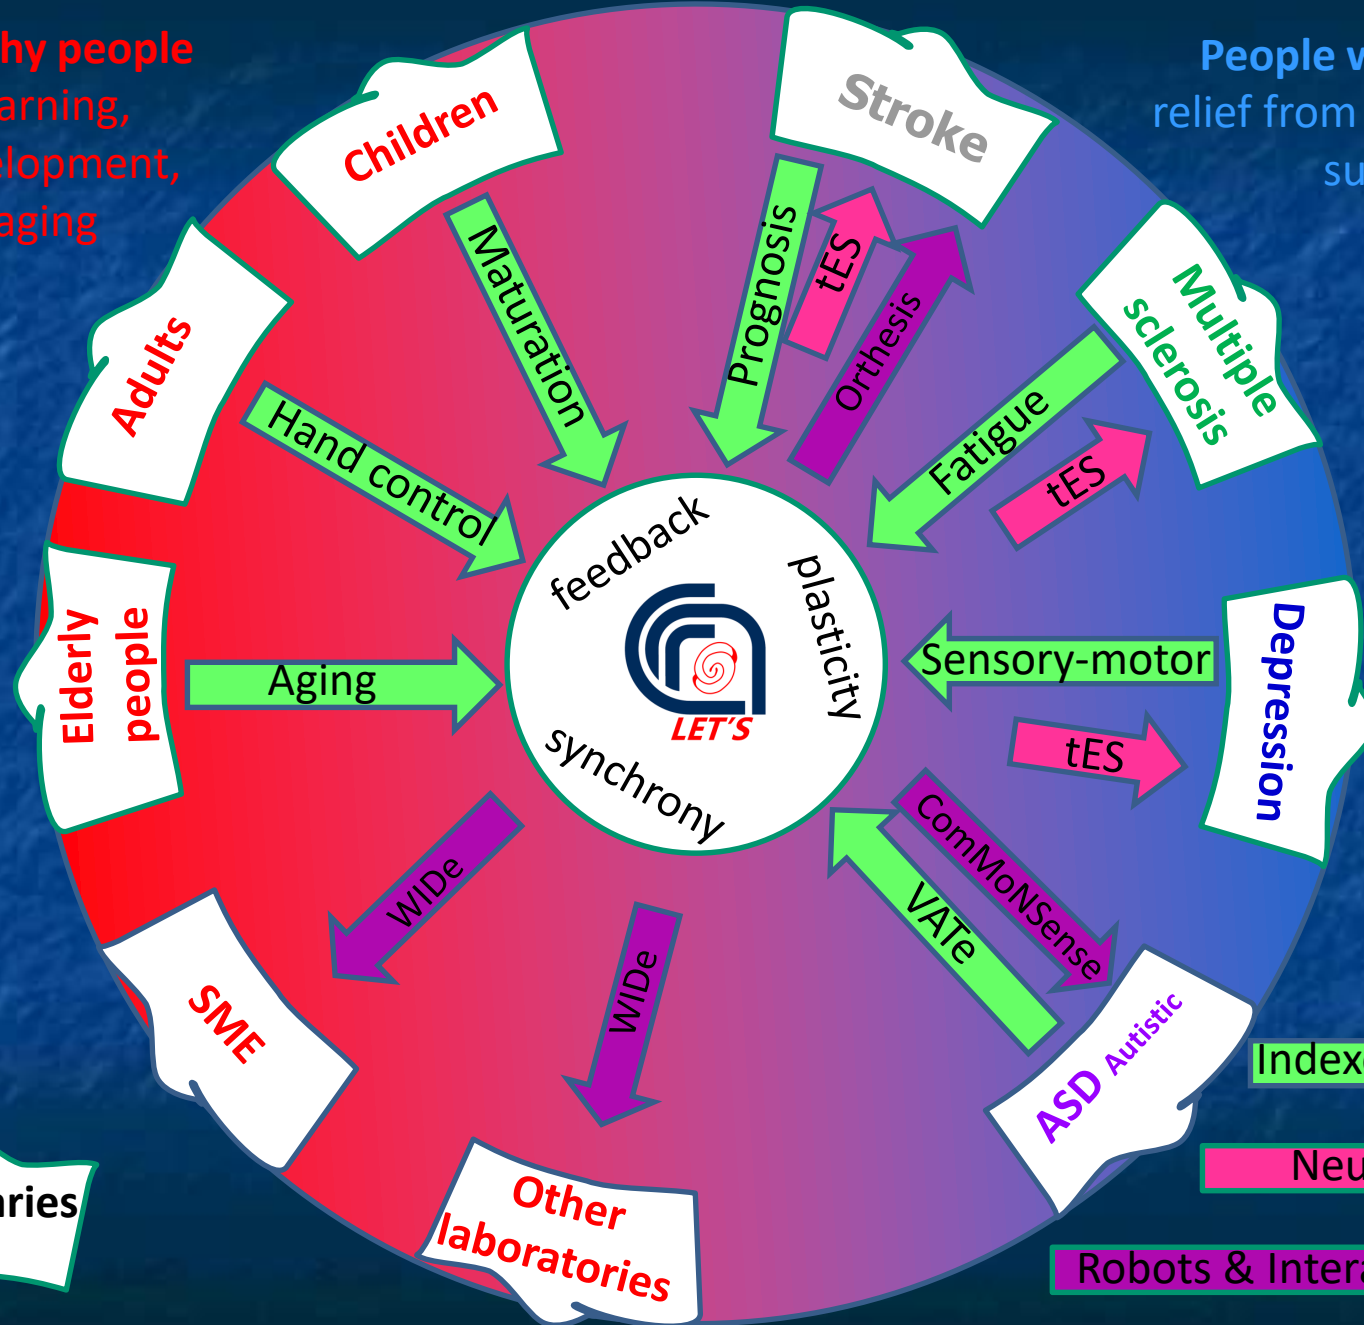 hy people
arning,
elopment,
aging
People w
relief from
su
Children
Stroke
Adults
Multiple
sclerosis
Elderly
people
Depression
SME
Other
laboratories
ASD Autistic
Maturation
Prognosis
tES
Orthesis
Hand control
Fatigue
tES
Aging
Sensory-motor
tES
WIDe
WIDe
ComMoNSense
VATe
feedback
plasticity
synchrony
LET'S
Index
Neu
Robots & Intera
aries